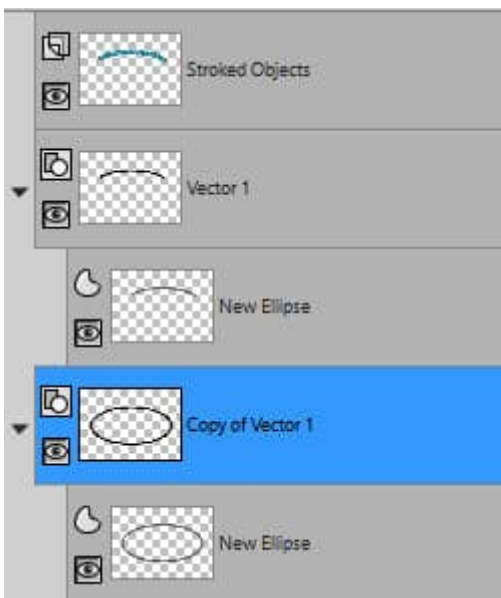 Stroked Objects
Vector 1
New Ellipse
Copy of Vector 1
New Ellipse